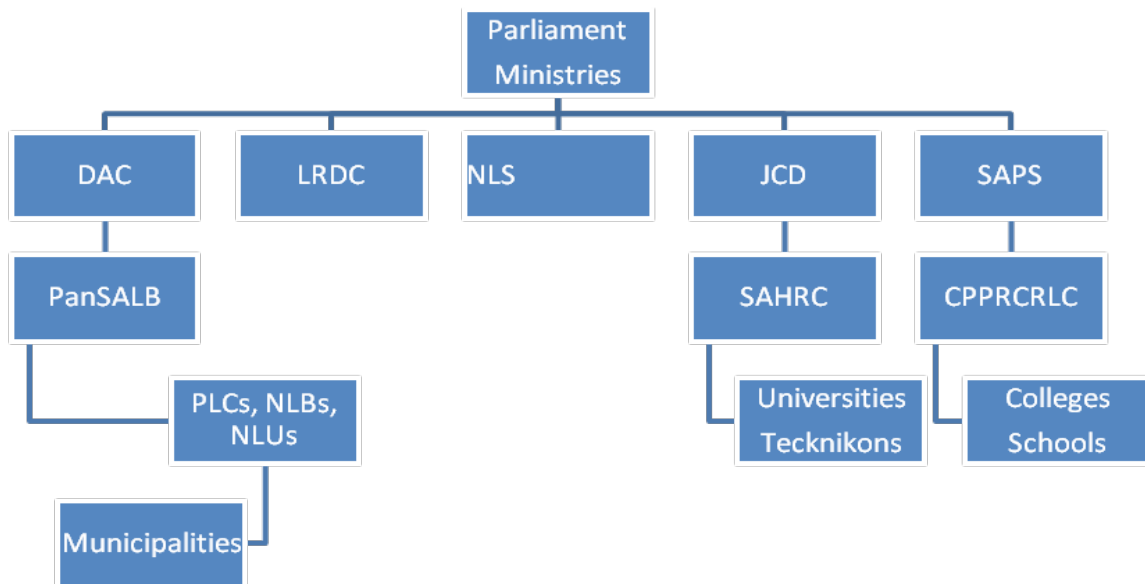 Parliament
Ministries
DAC
LRDC
NLS
JCD
SAPS
PanSALB
SAHRC
CPPRCRLC
PLCs, NLBs,
NLUs
Universities
Tecknikons
Colleges
Schools
Municipalities